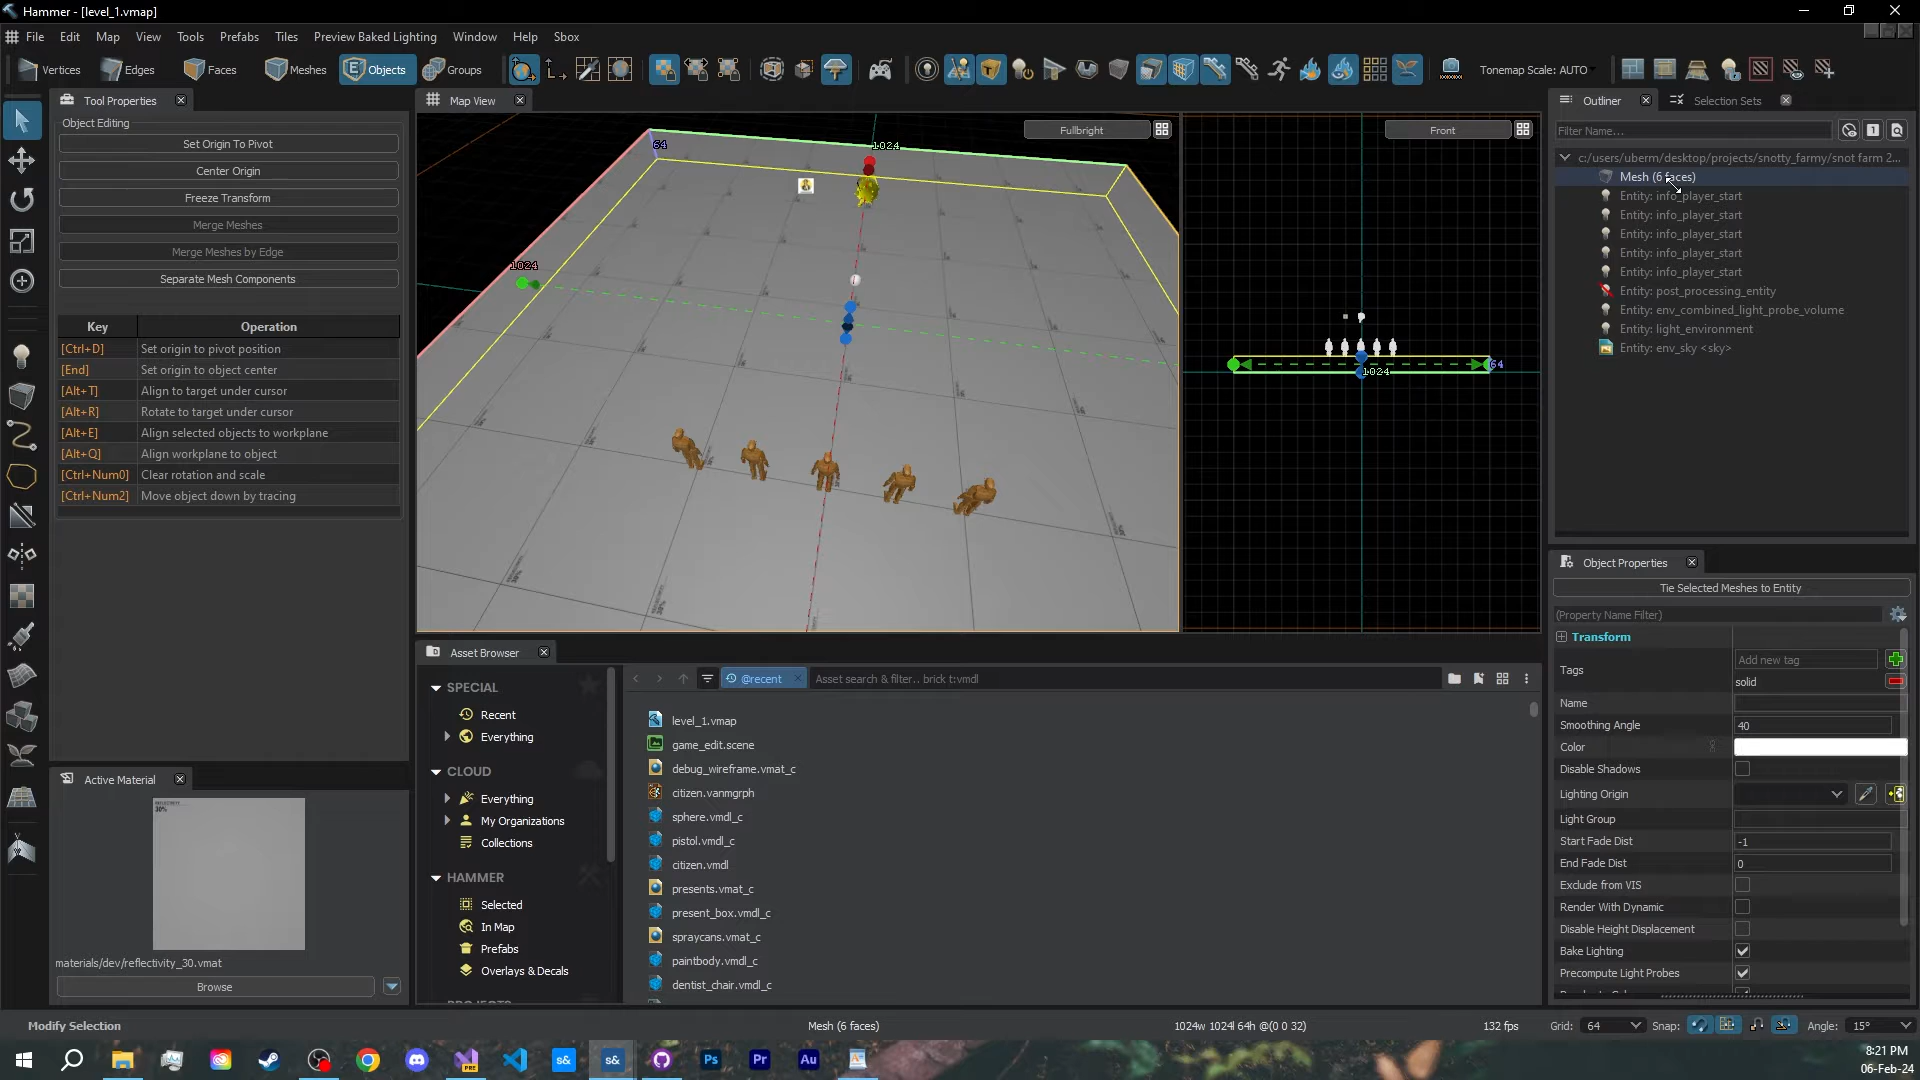 Hammer - [level_1.vmap]
File Edit Map View Tools Prefabs Tiles Preview Baked Lighting Window Help Sbox
Vertices Edges Faces Meshes Objects Groups Tonemap Scale: AUTO
Tool Properties
Object Editing
Set Origin To Pivot
Center Origin
Freeze Transform
Merge Meshes
Merge Meshes by Edge
Separate Mesh Components
Key Operation
[Ctrl+D] Set origin to pivot position
[End] Set origin to object center
[Alt+T] Align to target under cursor
[Alt+R] Rotate to target under cursor
[Alt+E] Align selected objects to workplane
[Alt+Q] Align workplane to object
[Ctrl+Num0] Clear rotation and scale
[Ctrl+Num2] Move object down by tracing
Active Material
REFLECTIVITY
30%
materials/dev/reflectivity_30.vmat
Browse
Map View
Fullbright
64
1024
1024
Front
64
1024
Asset Browser
SPECIAL
Recent
Everything
CLOUD
Everything
My Organizations
Collections
HAMMER
Selected
In Map
Prefabs
Overlays & Decals
PROJECTS
@recent Asset search & filter.. brick t:vmdl
level_1.vmap
game_edit.scene
debug_wireframe.vmat_c
citizen.vanmgrph
sphere.vmdl_c
pistol.vmdl_c
citizen.vmdl
presents.vmat_c
present_box.vmdl_c
spraycans.vmat_c
paintbody.vmdl_c
dentist_chair.vmdl_c
Outliner Selection Sets
Filter Name...
c:/users/uberm/desktop/projects/snotty_farmy/snot farm 2...
Mesh (6 faces)
Entity: info_player_start
Entity: info_player_start
Entity: info_player_start
Entity: info_player_start
Entity: info_player_start
Entity: post_processing_entity
Entity: env_combined_light_probe_volume
Entity: light_environment
Entity: env_sky <sky>
Object Properties
Tie Selected Meshes to Entity
(Property Name Filter)
Transform
Tags Add new tag
solid
Name
Smoothing Angle 40
Color
Disable Shadows
Lighting Origin
Light Group
Start Fade Dist -1
End Fade Dist 0
Exclude from VIS
Render With Dynamic
Disable Height Displacement
Bake Lighting
Precompute Light Probes
Modify Selection Mesh (6 faces) 1024w 1024l 64h @(0 0 32) 132 fps Grid: 64 Snap: Angle: 15°
PRE s& s& Ps Pr Au
8:21 PM
06-Feb-24